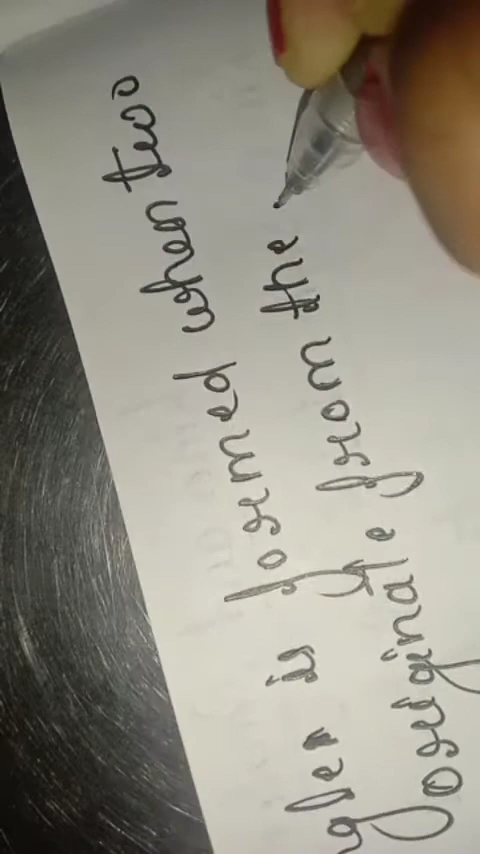 is formed when two
originate from the